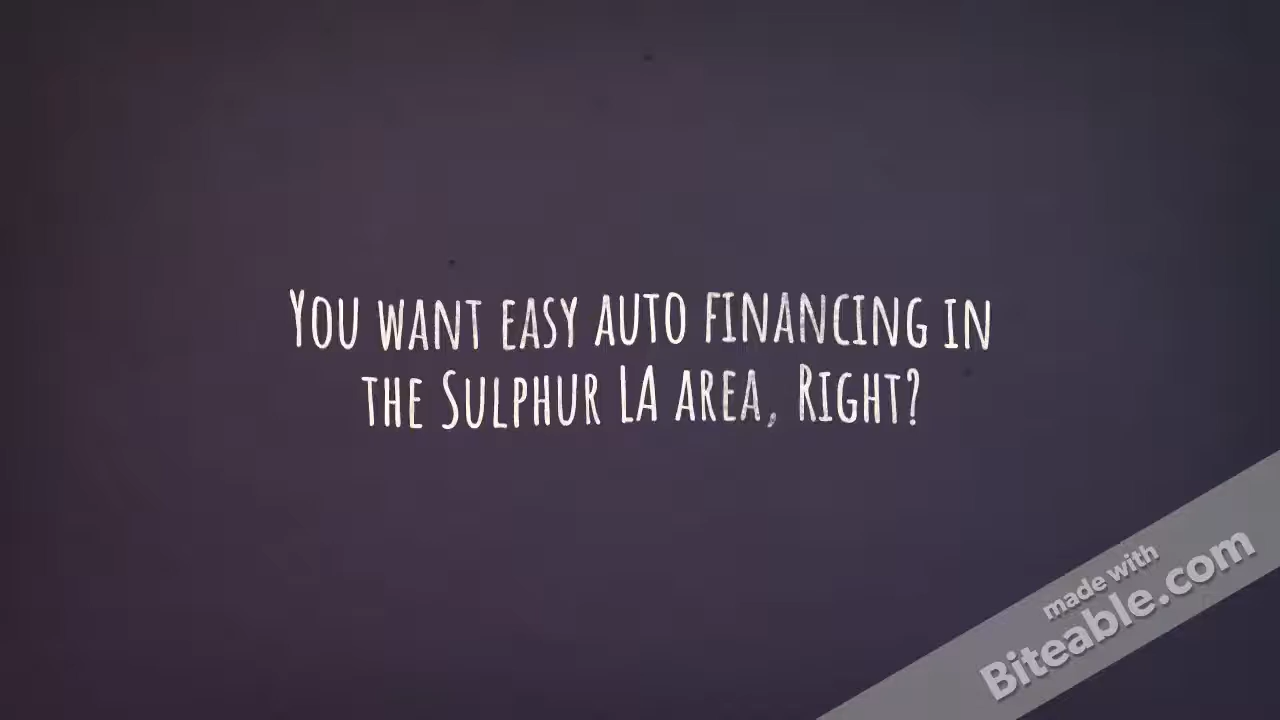 You want easy auto financing in
the Sulphur LA area, Right?
made with
Biteable.com